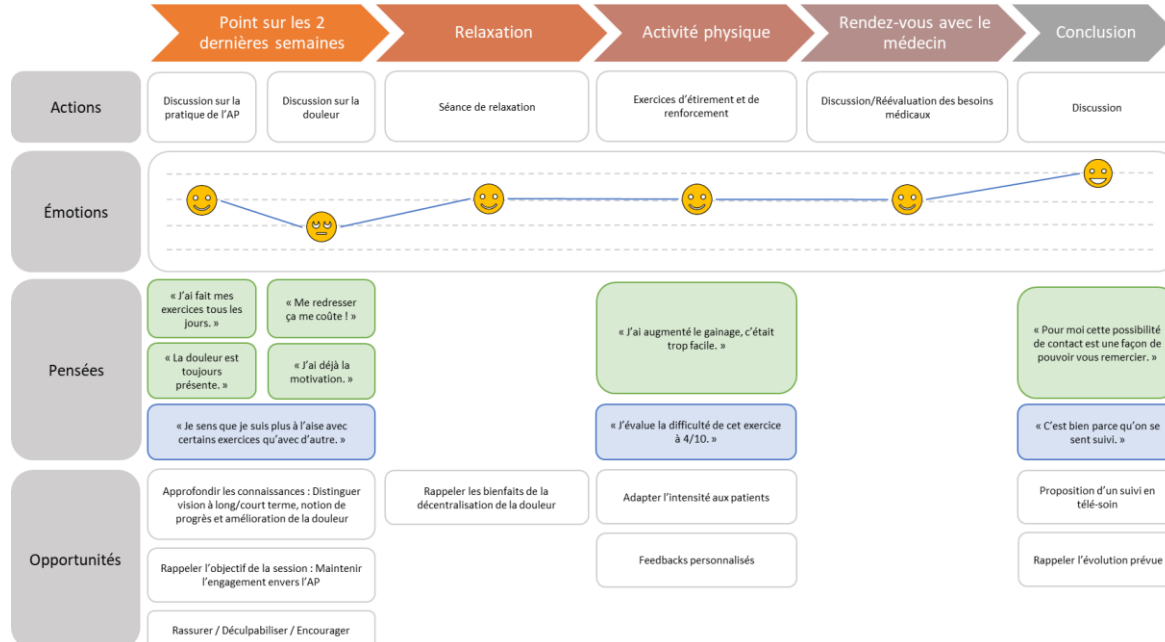 Point sur les 2
dernières semaines
Relaxation
Activité physique
Rendez-vous avec le
médecin
Conclusion
Actions
Discussion sur la
pratique de l'AP
Discussion sur la
douleur
Séance de relaxation
Exercices d'étirement et de
renforcement
Discussion/Réévaluation des besoins
médicaux
Discussion
Émotions
Pensées
« J'ai fait mes
exercices tous les
jours. »
« Me redresser
ça me coûte ! »
« La douleur est
toujours
présente. »
« J'ai déjà la
motivation. »
« Je sens que je suis plus à l'aise avec
certains exercices qu'avec d'autre. »
« J'ai augmenté le gainage, c'était
trop facile. »
« J'évalue la difficulté de cet exercice
à 4/10. »
« Pour moi cette possibilité
de contact est une façon de
pouvoir vous remercier. »
« C'est bien parce qu'on se
sent suivi. »
Opportunités
Approfondir les connaissances : Distinguer
vision à long/court terme, notion de
progrès et amélioration de la douleur
Rappeler l'objectif de la session : Maintenir
l'engagement envers l'AP
Rassurer / Déculpabiliser / Encourager
Rappeler les bienfaits de la
décentralisation de la douleur
Adapter l'intensité aux patients
Feedbacks personnalisés
Proposition d'un suivi en
télé-soin
Rappeler l'évolution prévue